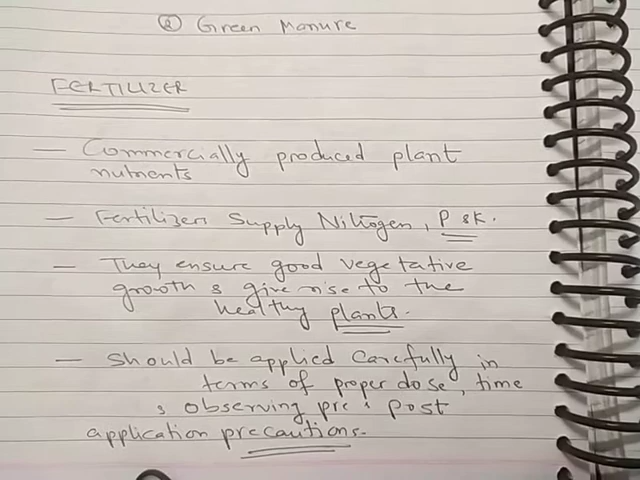 ② Green Manure
FERTILIZER
— Commercially produced plant
nutrients
— Fertilizers Supply Nitrogen, P & K.
— They ensure good vegetative
growth & give rise to the
healthy plants.
— Should be applied carefully in
terms of proper dose, time
& observing pre & post
application precautions.